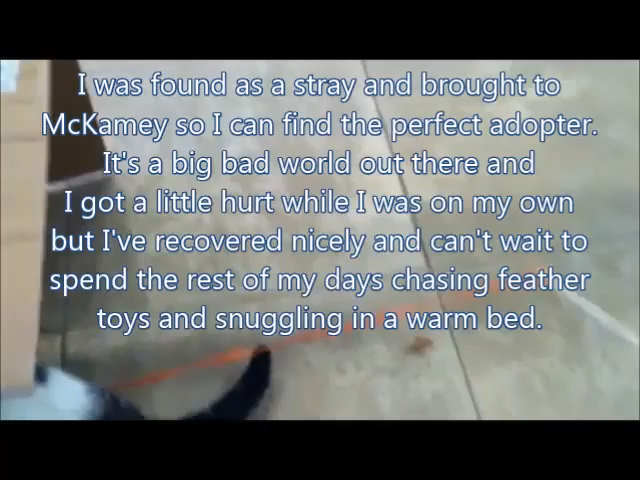 I was found as a stray and brought to
McKamey so I can find the perfect adopter.
It's a big bad world out there and
I got a little hurt while I was on my own
but I've recovered nicely and can't wait to
spend the rest of my days chasing feather
toys and snuggling in a warm bed.